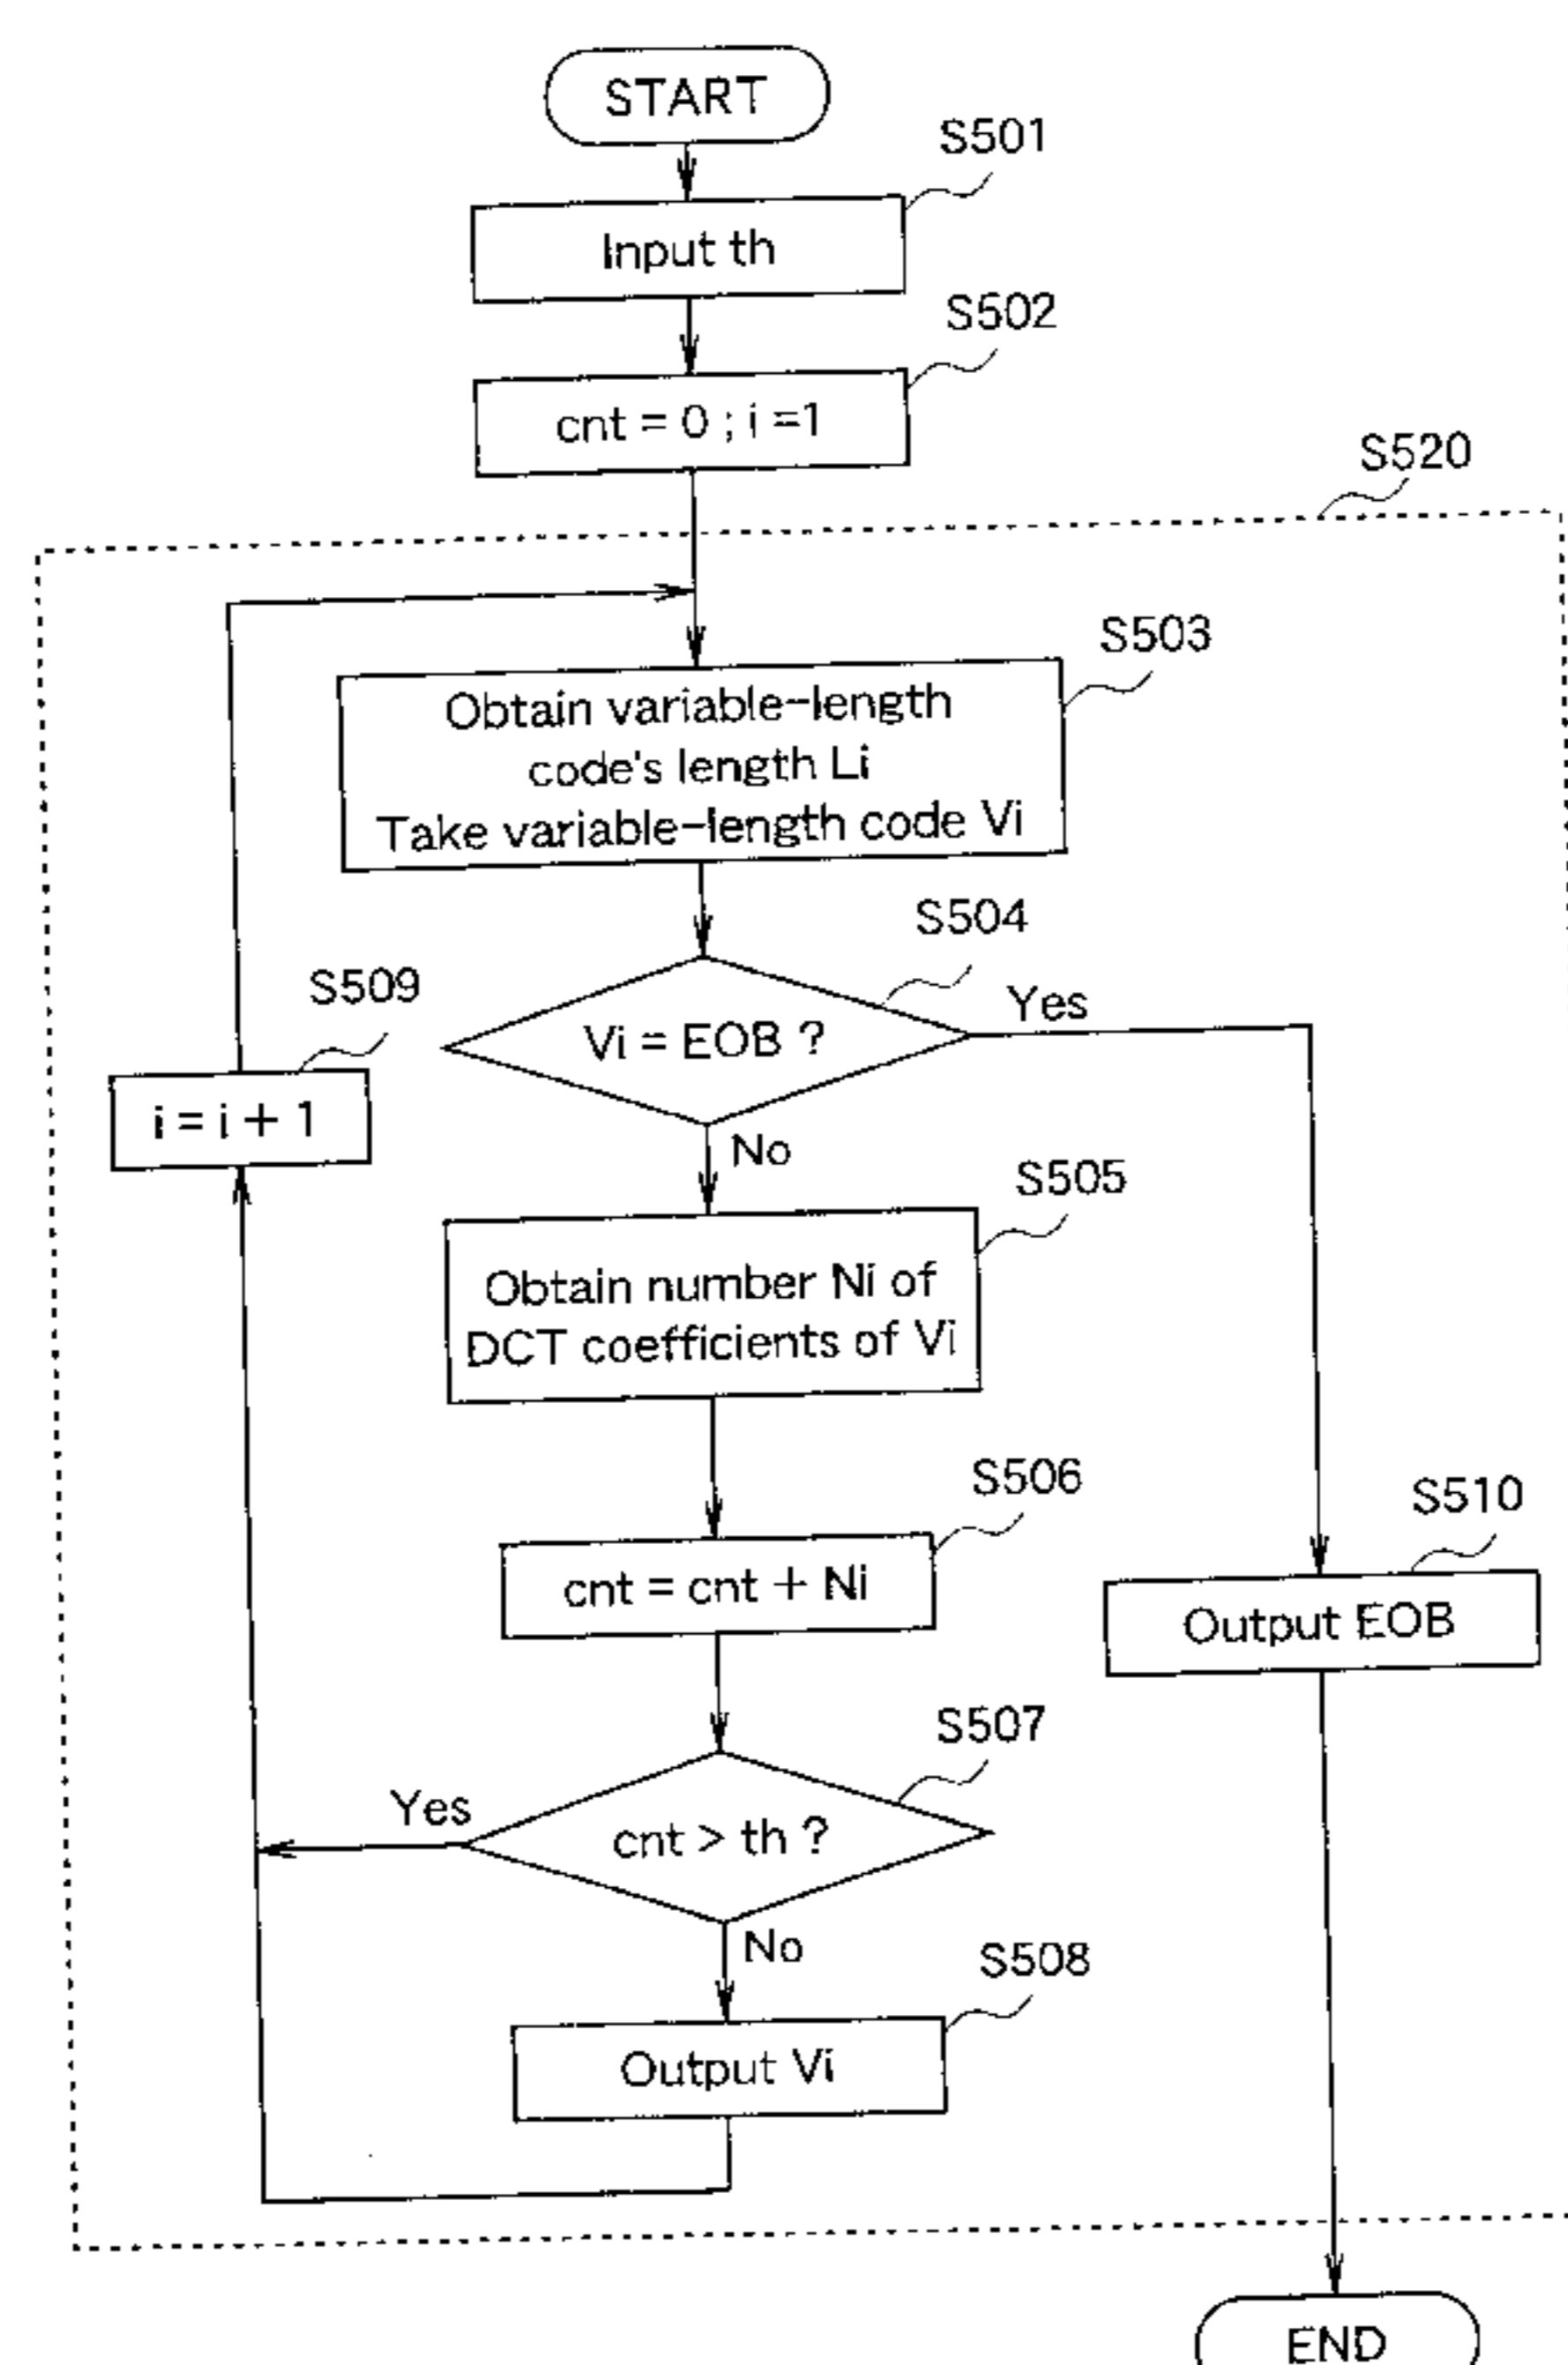 START
S501
Input th
S502
cnt = 0 ; i =1
S520
S503
Obtain variable-length
code's length Li
Take variable-length code Vi
S504
Vi = EOB ?
Yes
S509
i = i + 1
No
S505
Obtain number Ni of
DCT coefficients of Vi
S506
cnt = cnt + Ni
S510
Output EOB
S507
cnt > th ?
Yes
No
S508
Output Vi
END